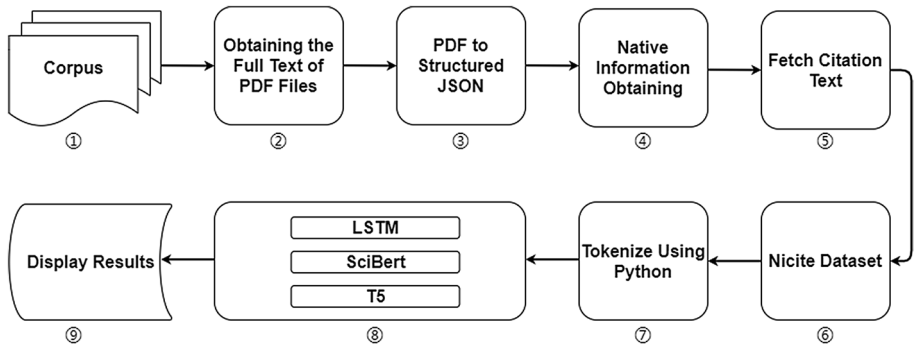 Corpus
①
Obtaining the
Full Text of
PDF Files
②
PDF to
Structured
JSON
③
Native
Information
Obtaining
④
Fetch Citation
Text
⑤
Nicite Dataset
⑥
Tokenize Using
Python
⑦
LSTM
SciBert
T5
⑧
Display Results
⑨